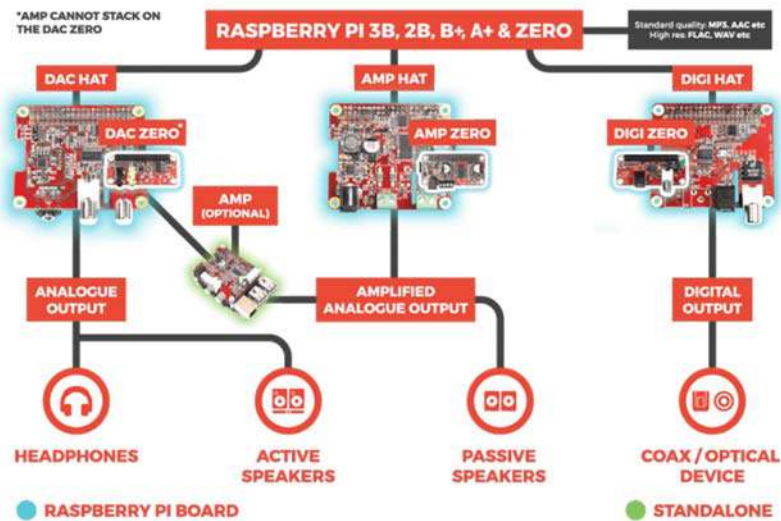 *AMP CANNOT STACK ON
THE DAC ZERO
RASPBERRY PI 3B, 2B, B+, A+ & ZERO
Standard quality: MP3, AAC etc
High res: FLAC, WAV etc
DAC HAT
AMP HAT
DIGI HAT
DAC ZERO*
AMP ZERO
DIGI ZERO
AMP
(OPTIONAL)
ANALOGUE
OUTPUT
AMPLIFIED
ANALOGUE OUTPUT
DIGITAL
OUTPUT
HEADPHONES
ACTIVE
SPEAKERS
PASSIVE
SPEAKERS
COAX / OPTICAL
DEVICE
RASPBERRY PI BOARD
STANDALONE